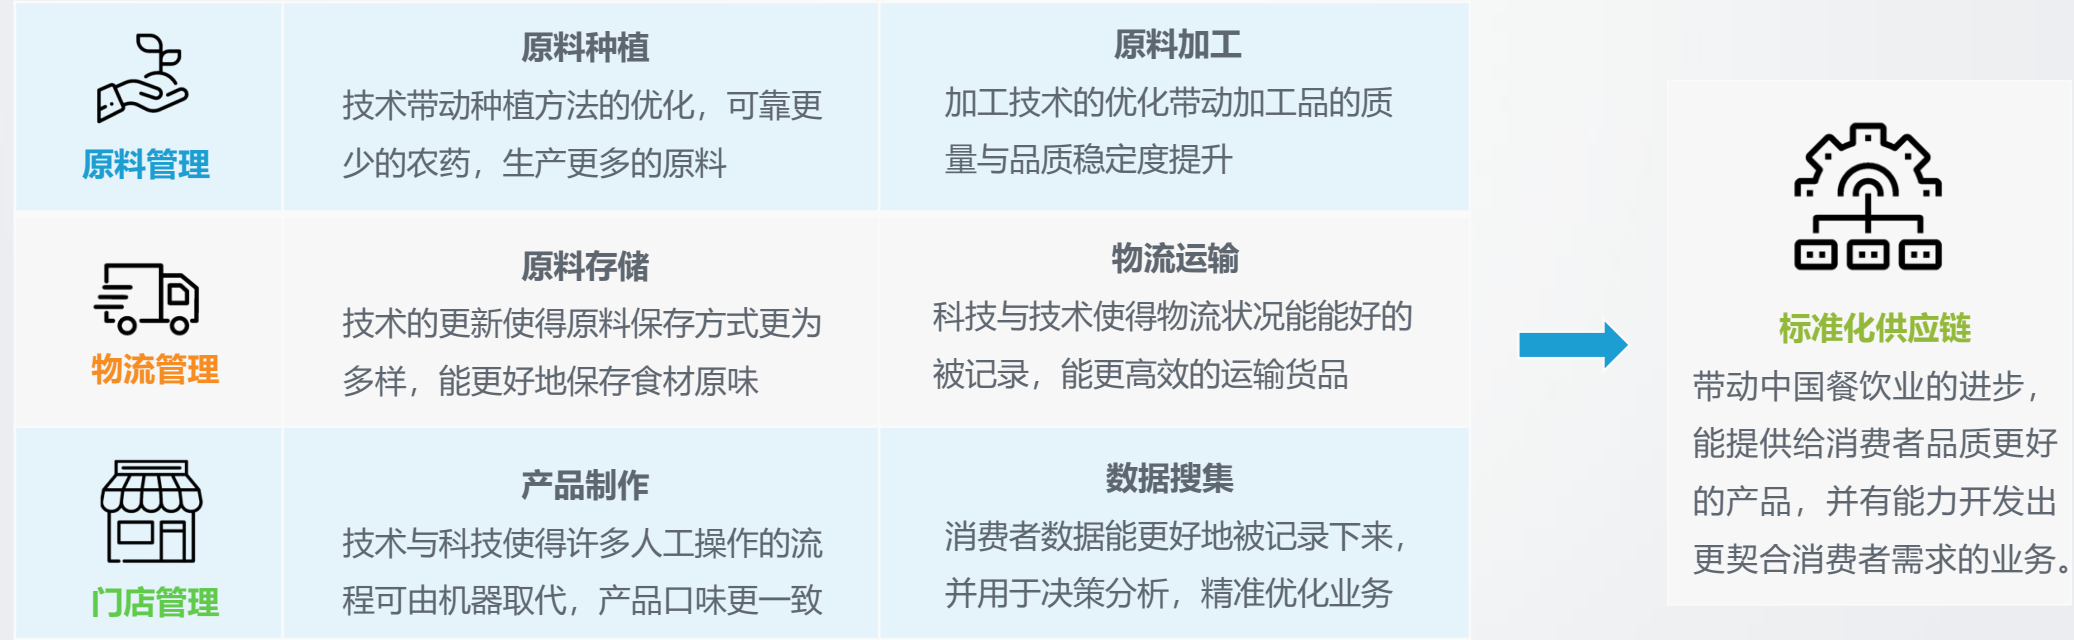 原料管理
原料种植
技术带动种植方法的优化，可靠更
少的农药，生产更多的原料
原料加工
加工技术的优化带动加工品的质
量与品质稳定度提升
物流管理
原料存储
技术的更新使得原料保存方式更为
多样，能更好地保存食材原味
物流运输
科技与技术使得物流状况能能好的
被记录，能更高效的运输货品
门店管理
产品制作
技术与科技使得许多人工操作的流
程可由机器取代，产品口味更一致
数据搜集
消费者数据能更好地被记录下来，
并用于决策分析，精准优化业务
标准化供应链
带动中国餐饮业的进步，
能提供给消费者品质更好
的产品，并有能力开发出
更契合消费者需求的业务。